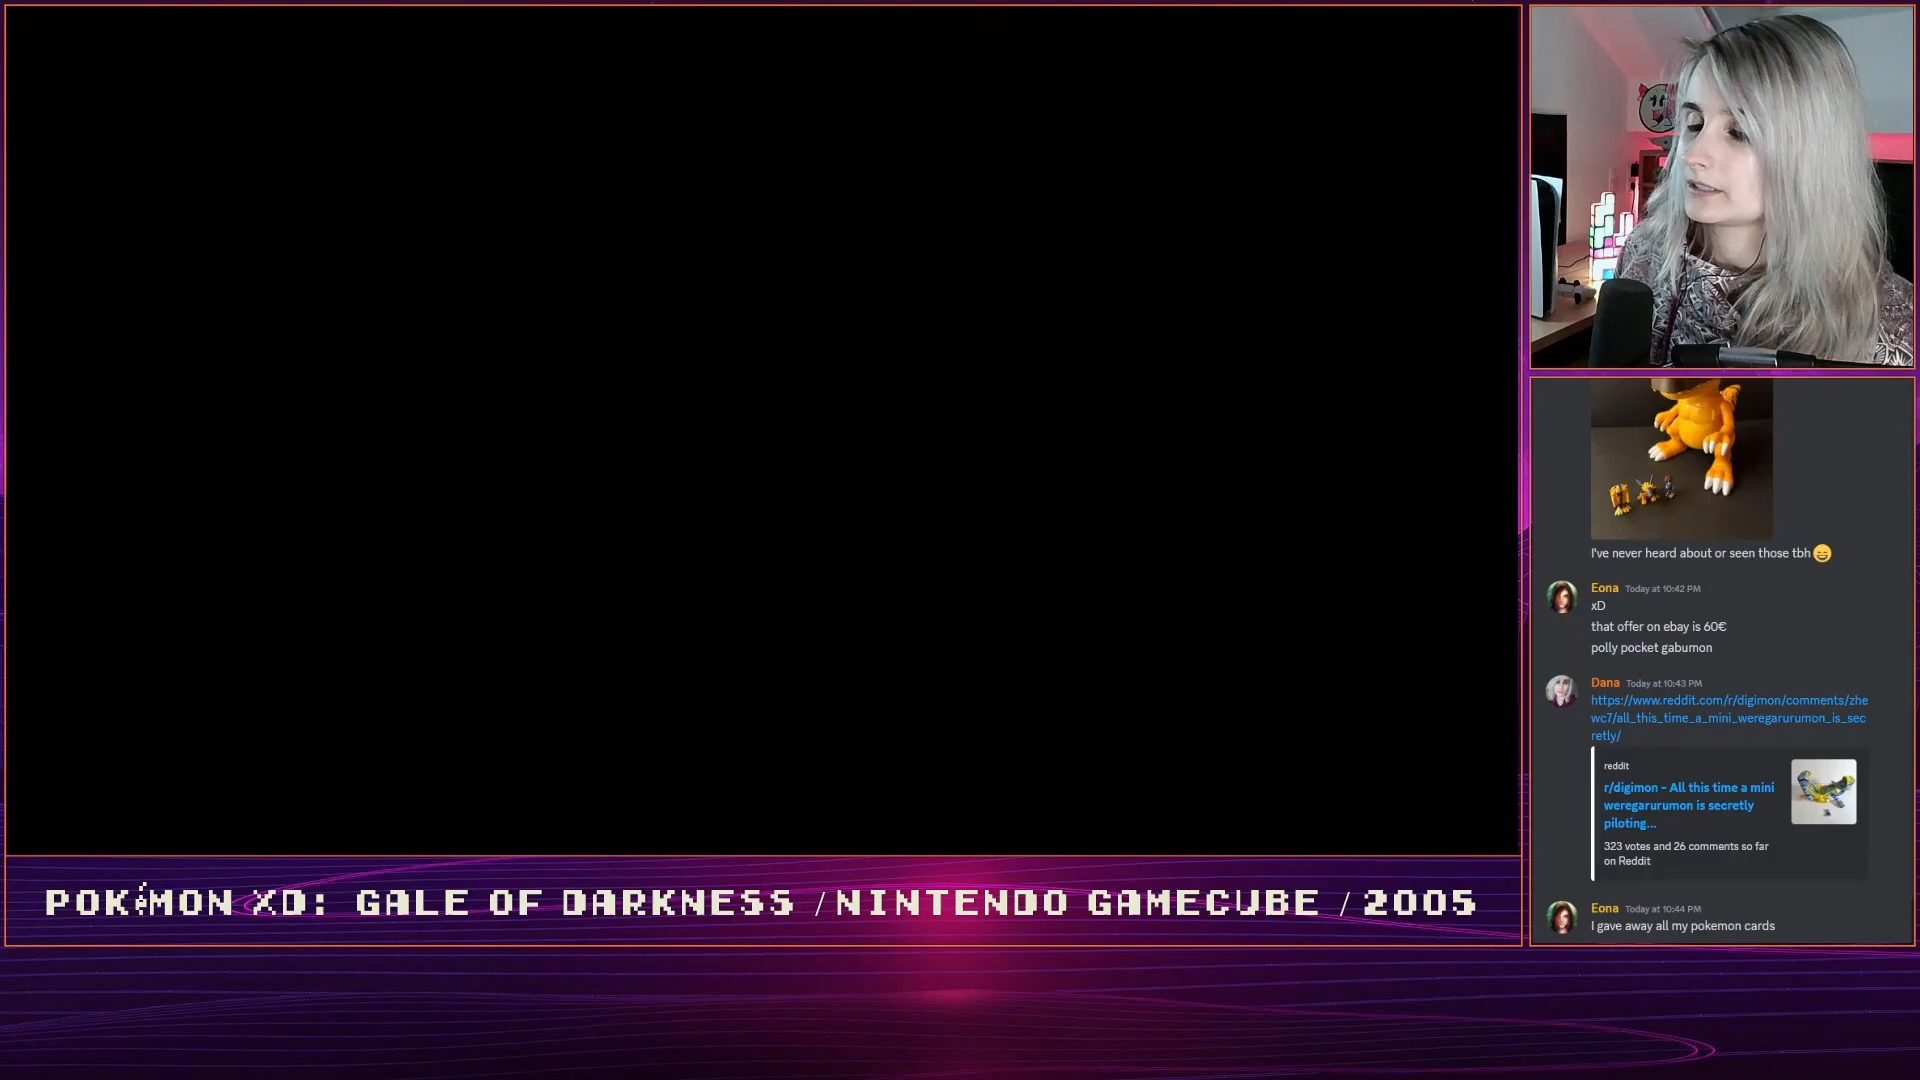 I've never heard about or seen those tbh 😄
Eona Today at 10:42 PM
xD
that offer on ebay is 60€
polly pocket gabumon
Dana Today at 10:43 PM
https://www.reddit.com/r/digimon/comments/zhe
wc7/all_this_time_a_mini_weregarurumon_is_sec
retly/
reddit
r/digimon - All this time a mini
weregarurumon is secretly
piloting...
323 votes and 26 comments so far
on Reddit
Eona Today at 10:44 PM
I gave away all my pokemon cards
POKéMON XD: GALE OF DARKNESS / NINTENDO GAMECUBE / 2005